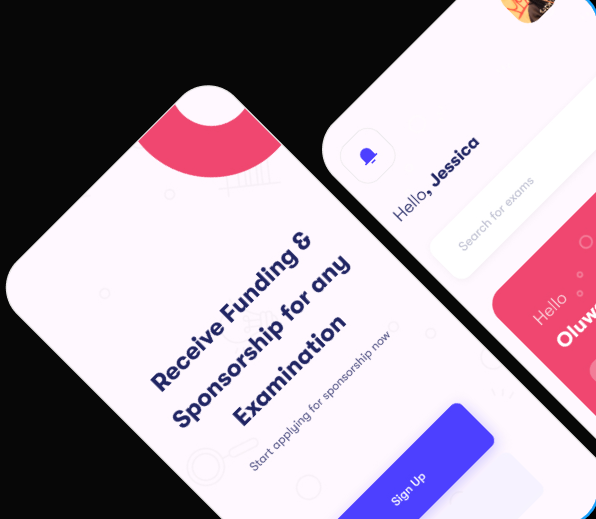 Receive Funding &
Sponsorship for any
Examination
Start applying for sponsorship now
Sign Up
Hello, Jessica
Search for exams
Hello